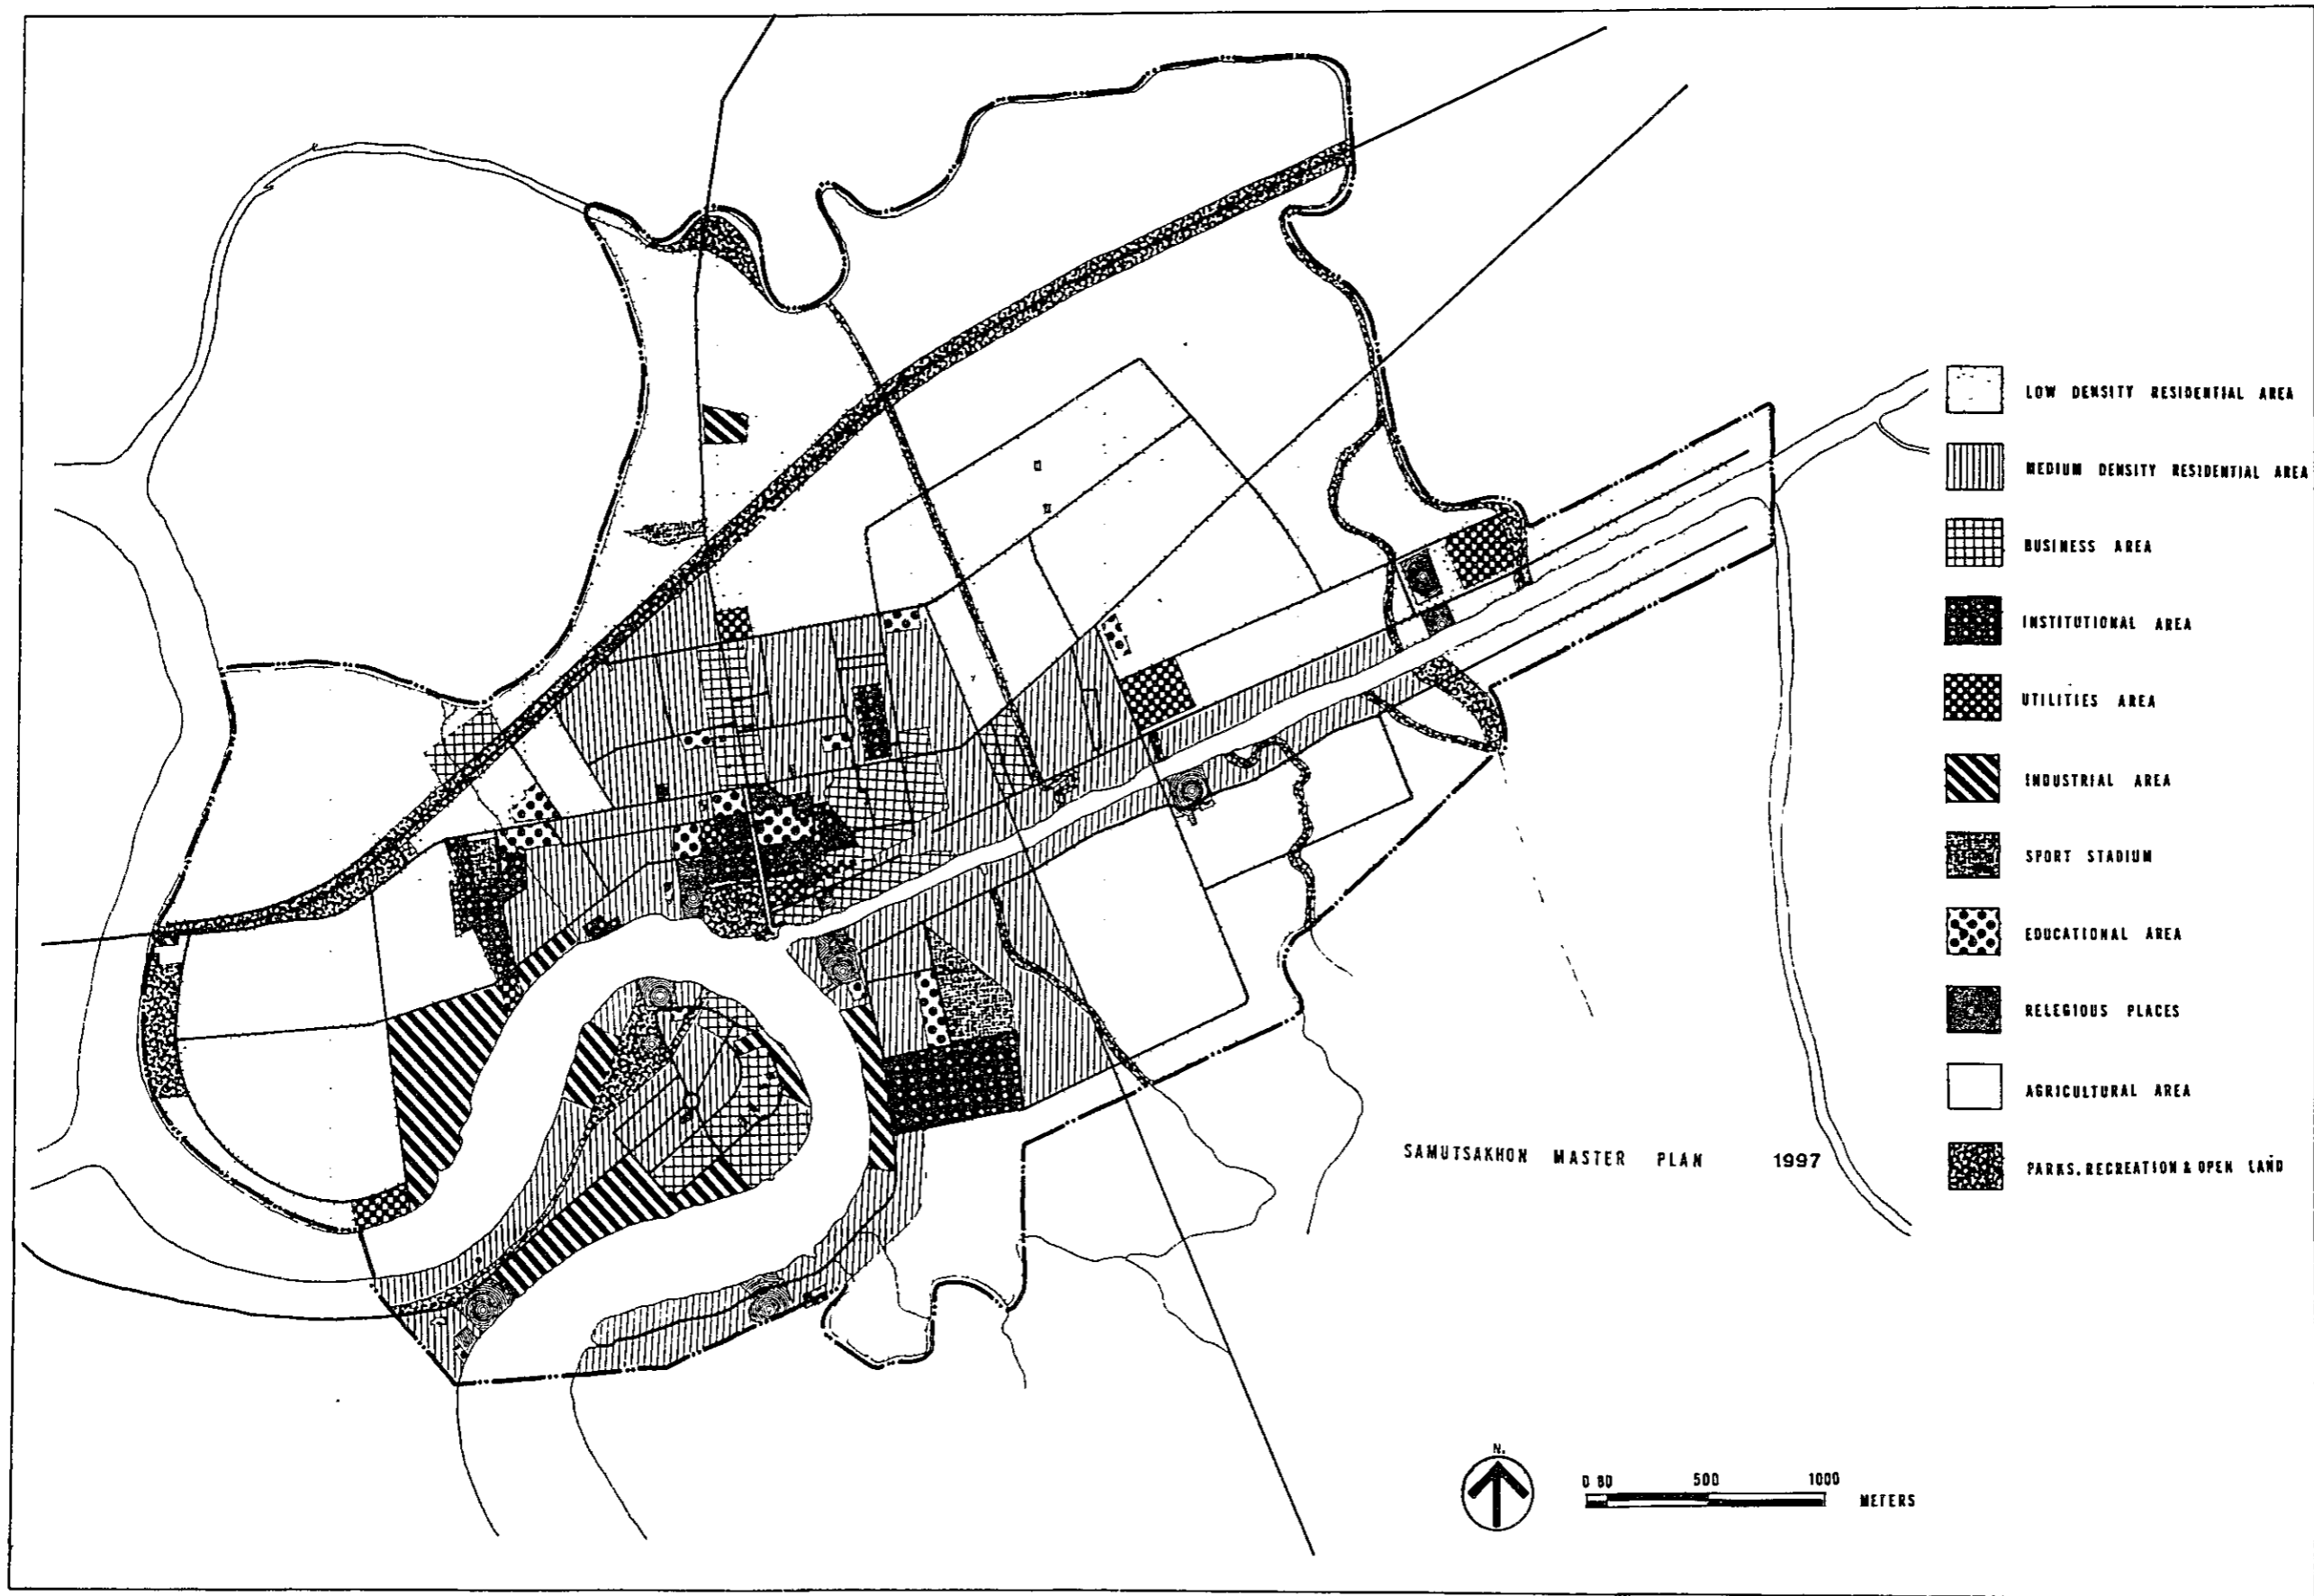 LOW DENSITY RESIDENTIAL AREA
MEDIUM DENSITY RESIDENTIAL AREA
BUSINESS AREA
INSTITUTIONAL AREA
UTILITIES AREA
INDUSTRIAL AREA
SPORT STADIUM
EDUCATIONAL AREA
RELEGIOUS PLACES
AGRICULTURAL AREA
PARKS, RECREATION & OPEN LAND
SAMUTSAKHON MASTER PLAN 1997
N.
0 80 500 1000
METERS